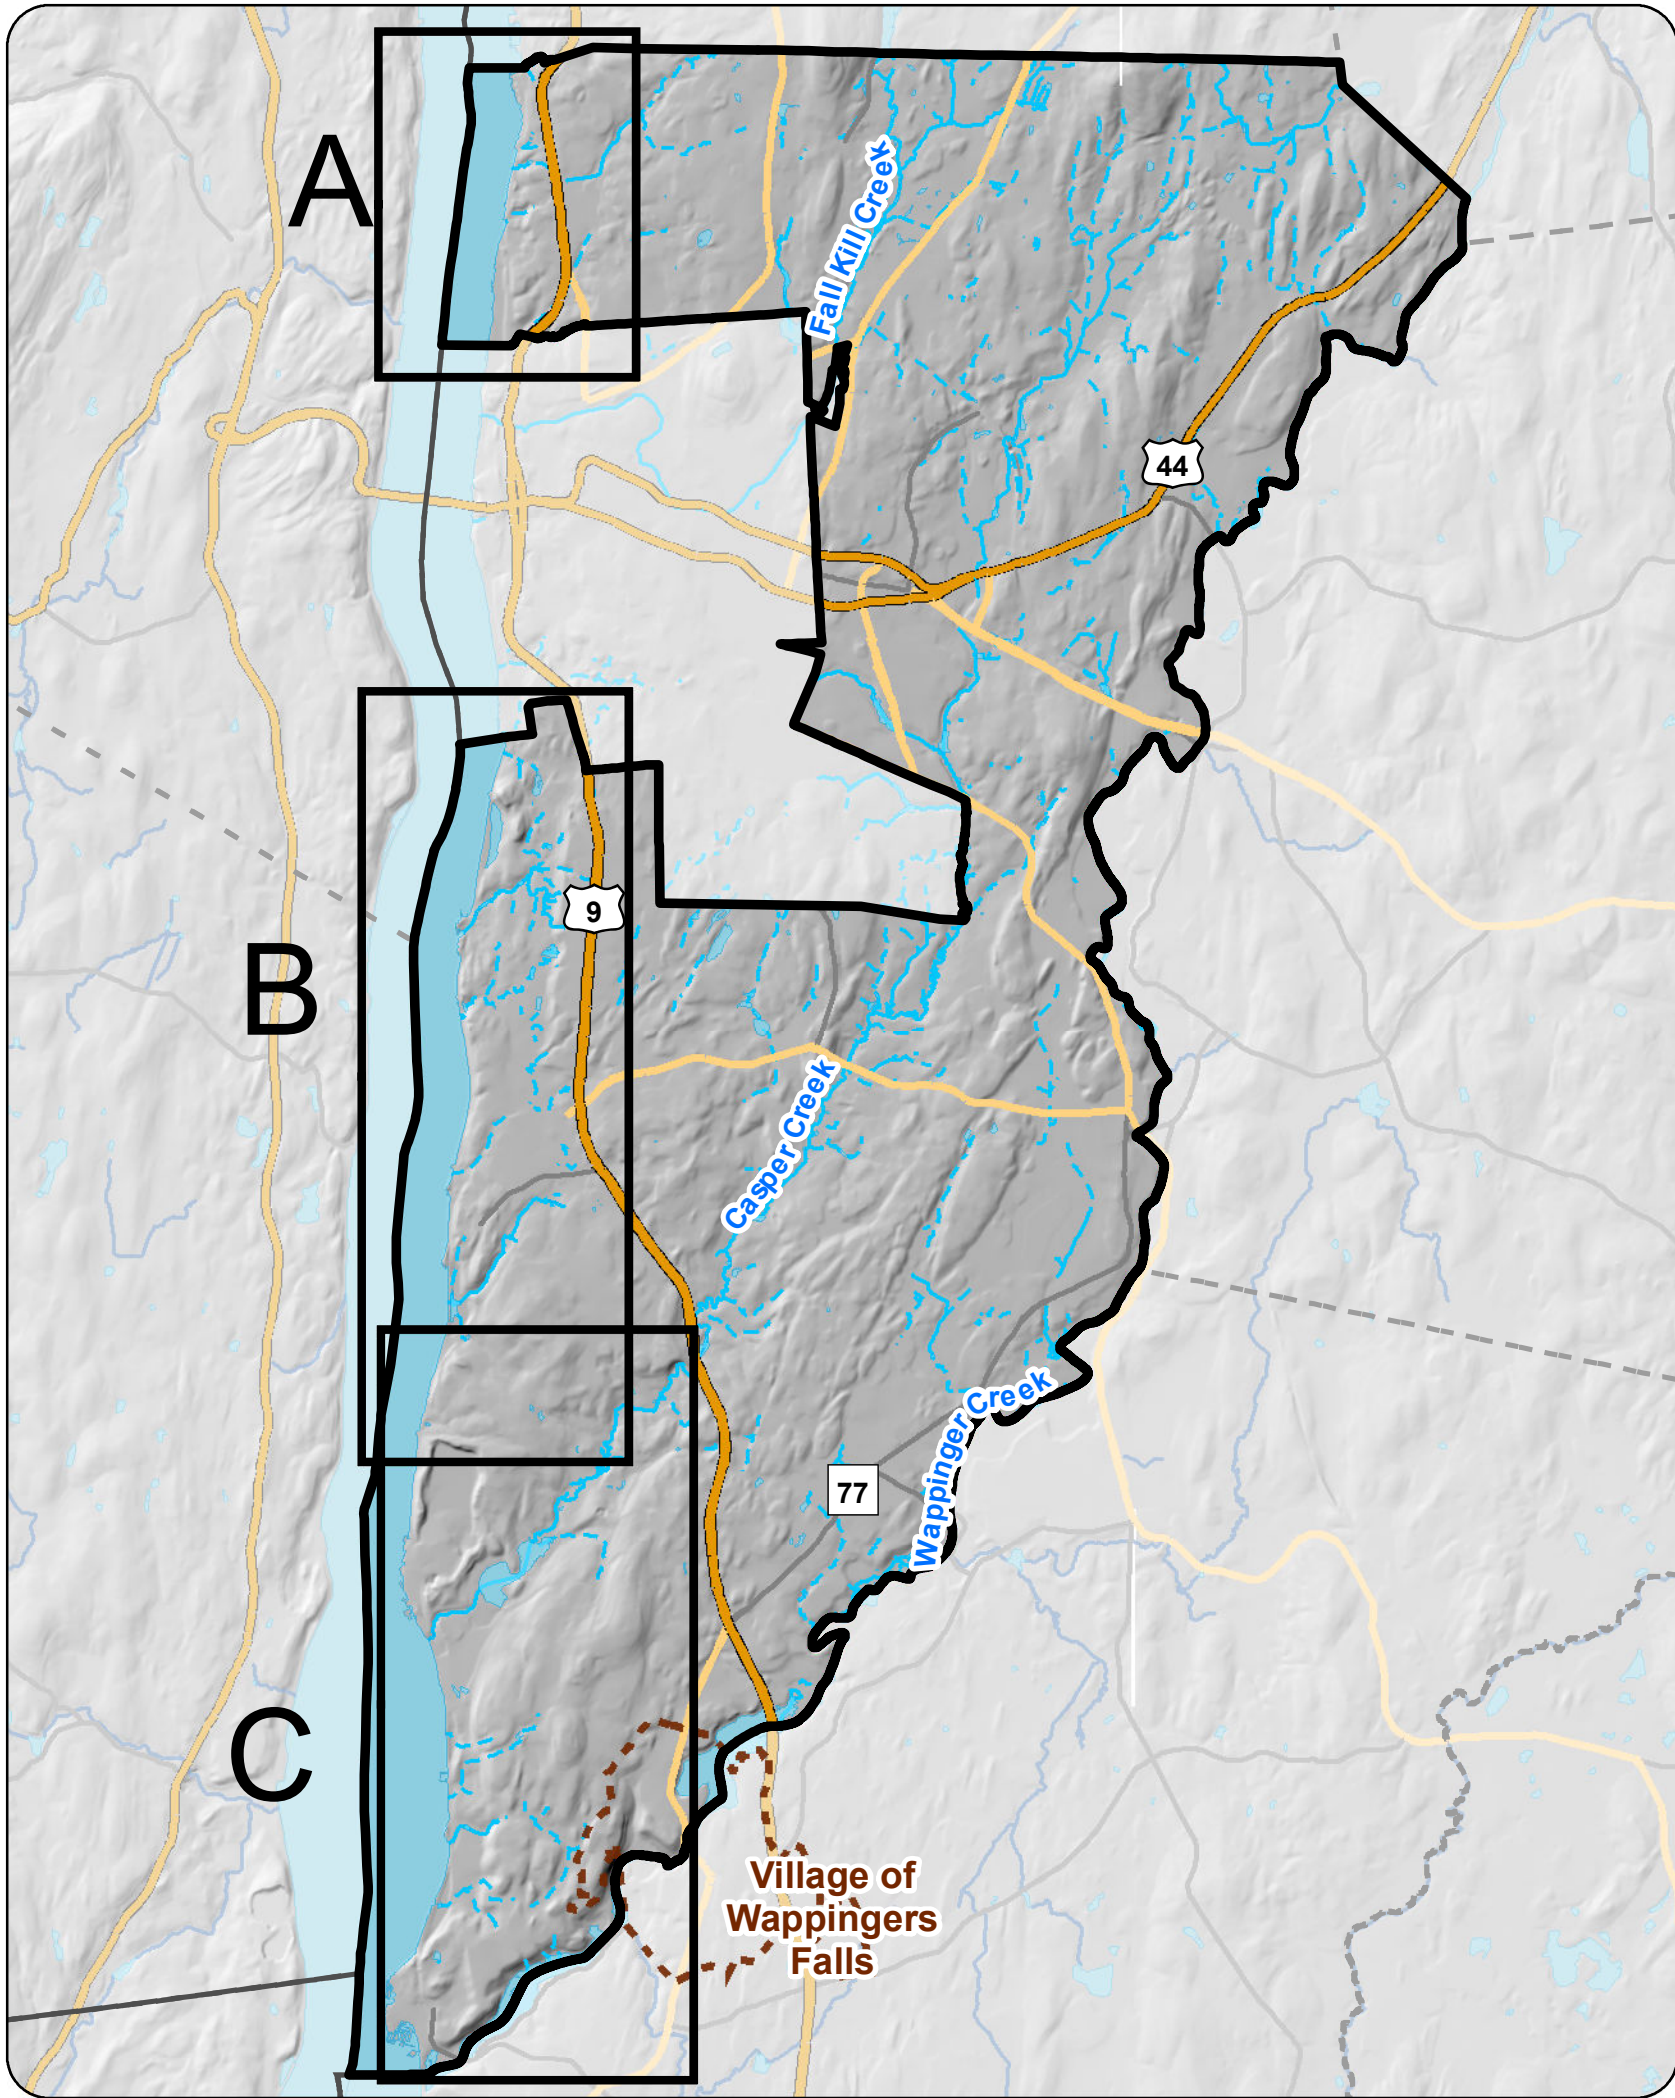 A
Fall Kill Creek
44
9
B
Casper Creek
77
Wappinger Creek
C
Village of
Wappingers
Falls